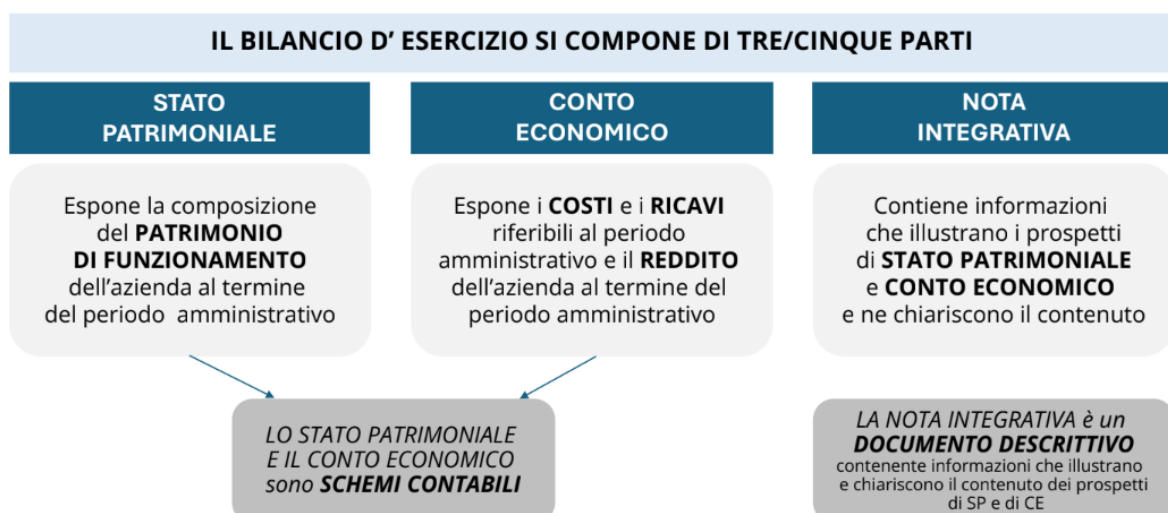 IL BILANCIO D’ ESERCIZIO SI COMPONE DI TRE/CINQUE PARTI
STATO
PATRIMONIALE
Espone la composizione
del PATRIMONIO
DI FUNZIONAMENTO
dell’azienda al termine
del periodo amministrativo
CONTO
ECONOMICO
Espone i COSTI e i RICAVI
riferibili al periodo
amministrativo e il REDDITO
dell’azienda al termine del
periodo amministrativo
NOTA
INTEGRATIVA
Contiene informazioni
che illustrano i prospetti
di STATO PATRIMONIALE
e CONTO ECONOMICO
e ne chiariscono il contenuto
LO STATO PATRIMONIALE
E IL CONTO ECONOMICO
sono SCHEMI CONTABILI
LA NOTA INTEGRATIVA è un
DOCUMENTO DESCRITTIVO
contenente informazioni che illustrano
e chiariscono il contenuto dei prospetti
di SP e di CE